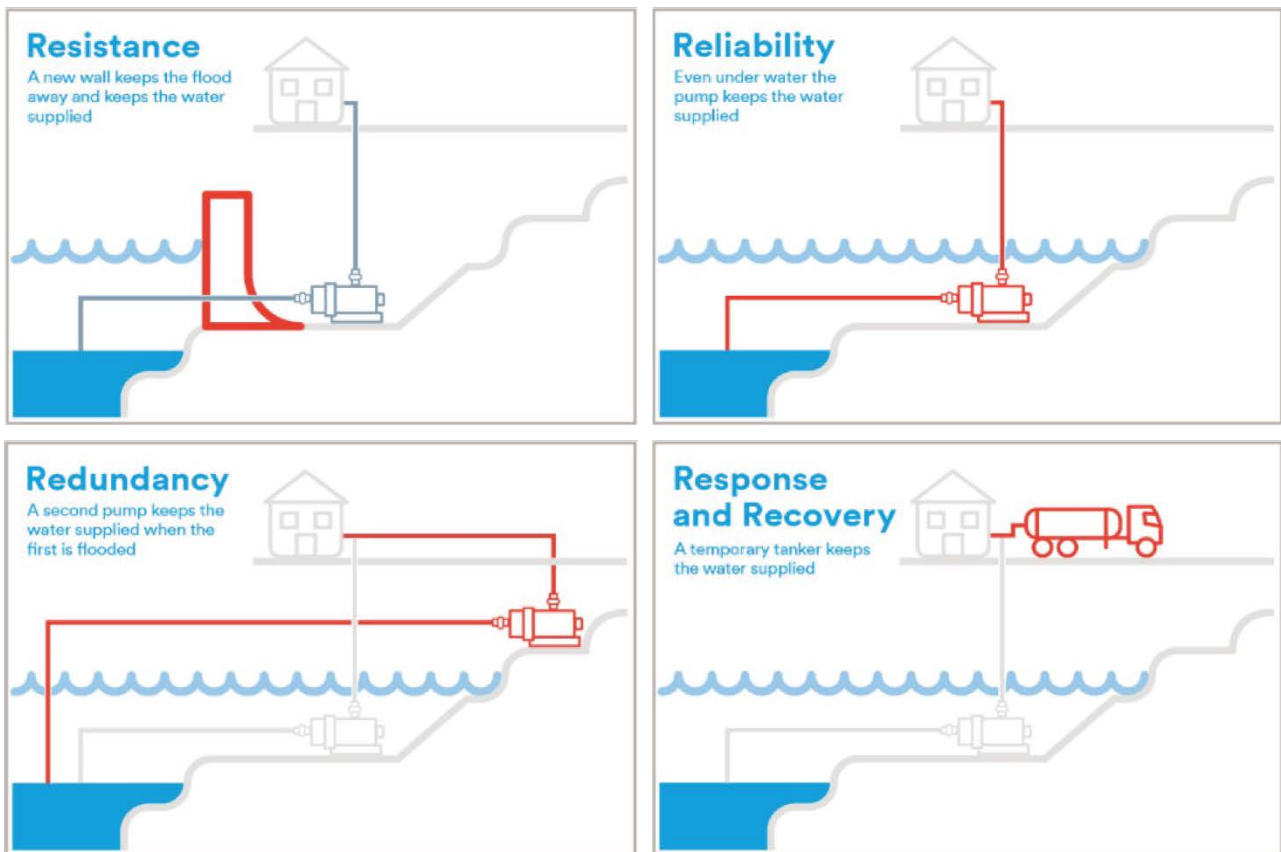 Resistance
A new wall keeps the flood
away and keeps the water
supplied
Reliability
Even under water the
pump keeps the water
supplied
Redundancy
A second pump keeps the
water supplied when the
first is flooded
Response
and Recovery
A temporary tanker keeps
the water supplied